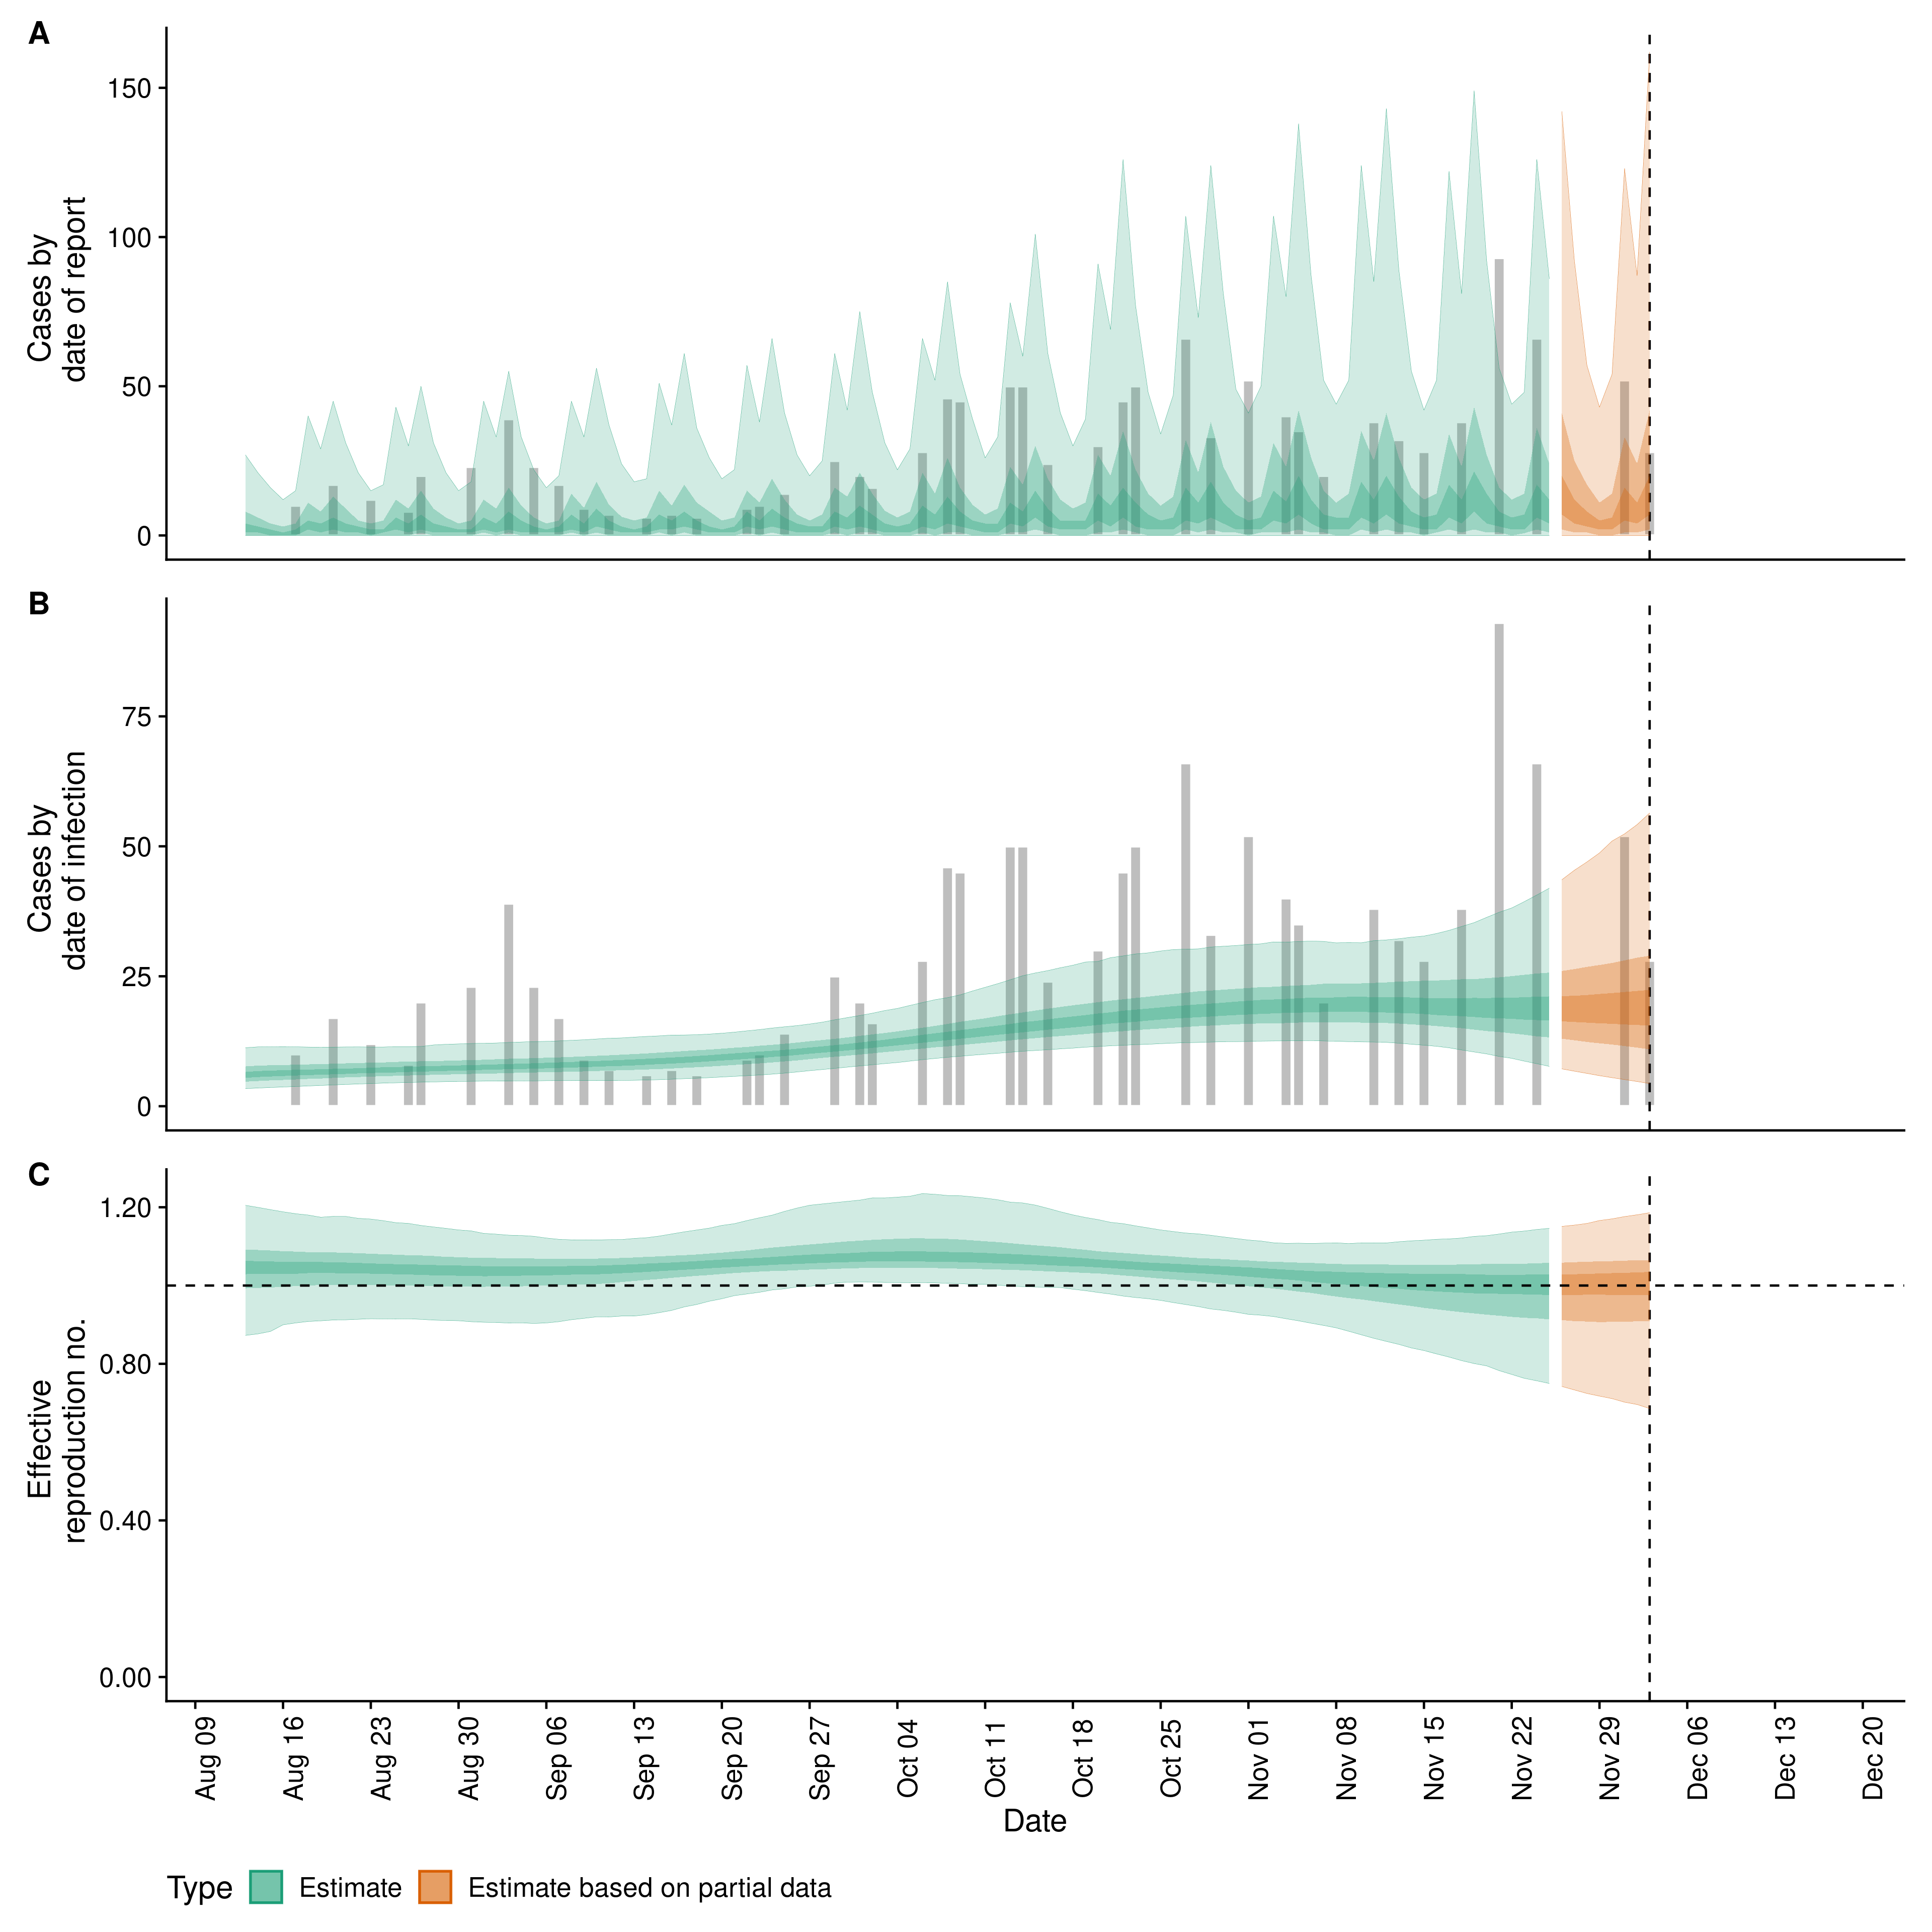 A
Cases by
date of report
150
100
50
0
B
Cases by
date of infection
75
50
25
0
C
Effective
reproduction no.
1.20
0.80
0.40
0.00
Aug 09
Aug 16
Aug 23
Aug 30
Sep 06
Sep 13
Sep 20
Sep 27
Oct 04
Oct 11
Oct 18
Oct 25
Nov 01
Nov 08
Nov 15
Nov 22
Nov 29
Dec 06
Dec 13
Dec 20
Date
Type Estimate Estimate based on partial data